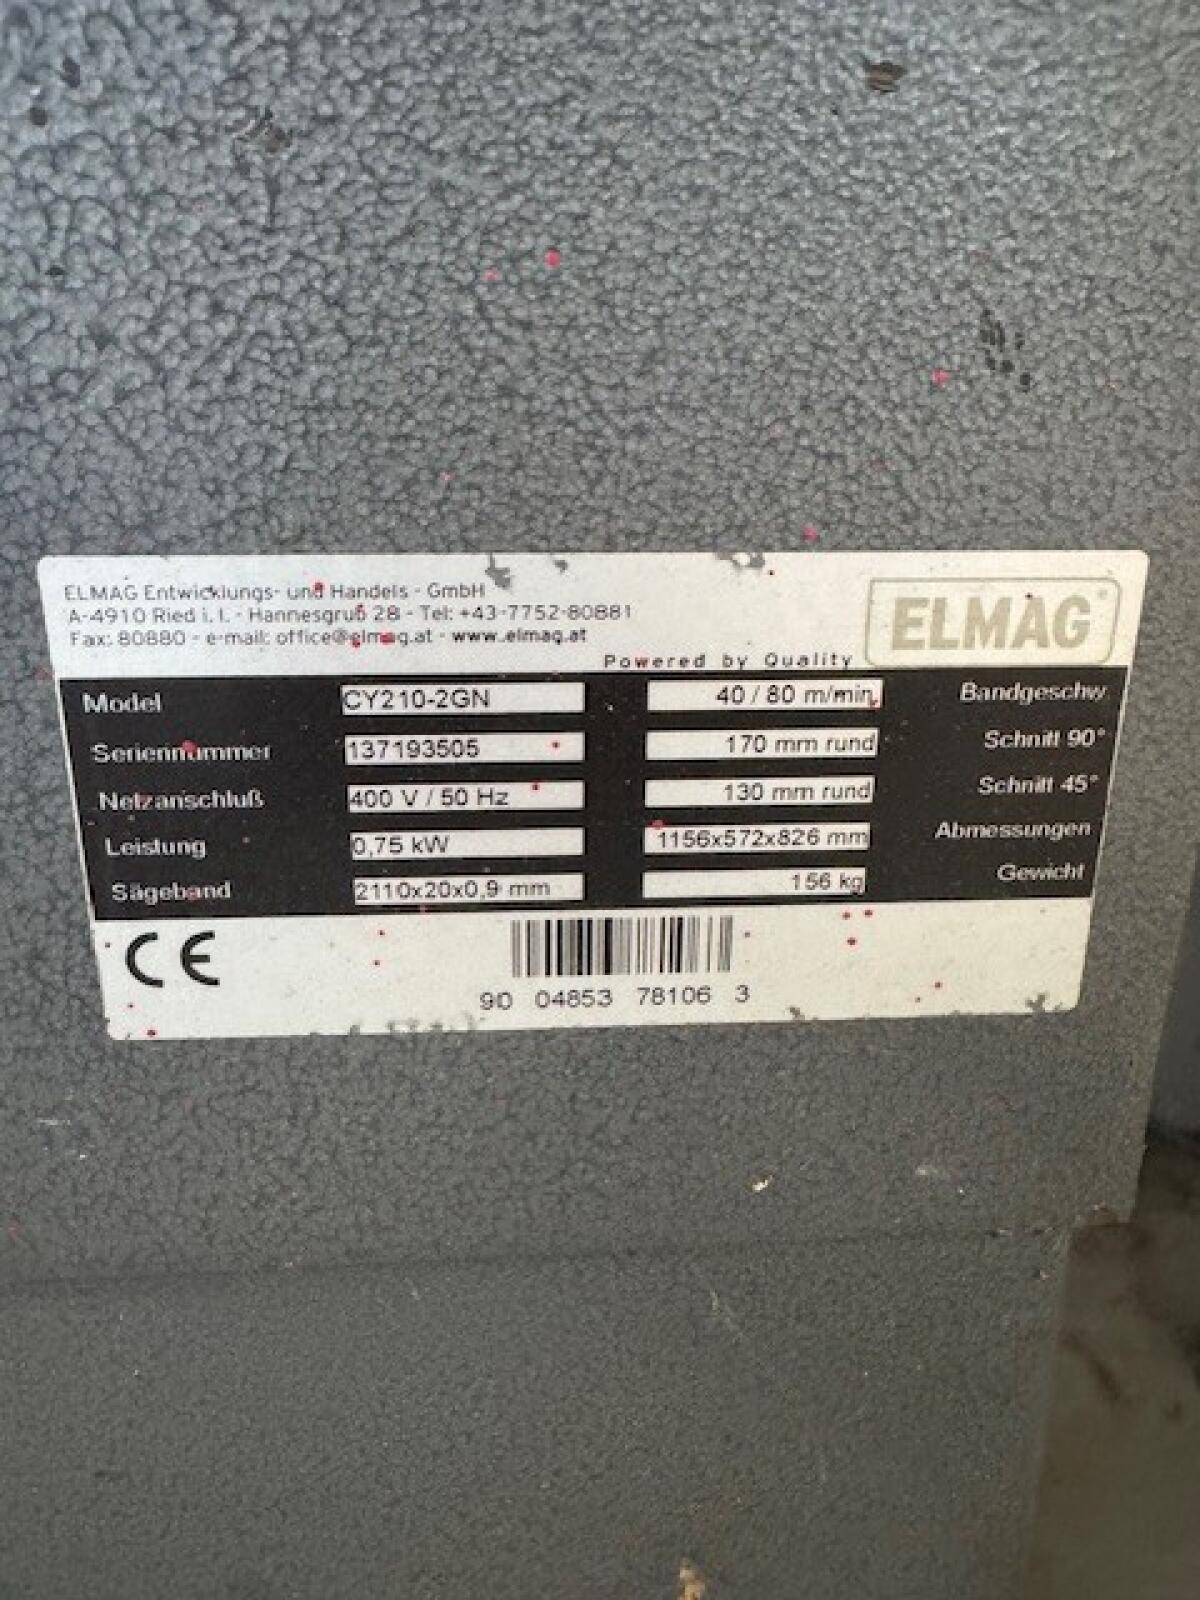 ELMAG Entwicklungs- und Handels - GmbH
A-4910 Ried i. I. - Hannesgrub 28 - Tel: +43-7752-80881
Fax: 80880 - e-mail: office@elmag.at - www.elmag.at
ELMAG®
Powered by Quality
Model CY210-2GN 40 / 80 m/min, Bandgeschw.
Seriennummer 137193505 170 mm rund Schnitt 90°
Netzanschluß 400 V / 50 Hz 130 mm rund Schnitt 45°
Leistung 0,75 kW 1156x572x826 mm Abmessungen
Sägeband 2110x20x0,9 mm 156 kg Gewicht
CE
90 04853 78106 3